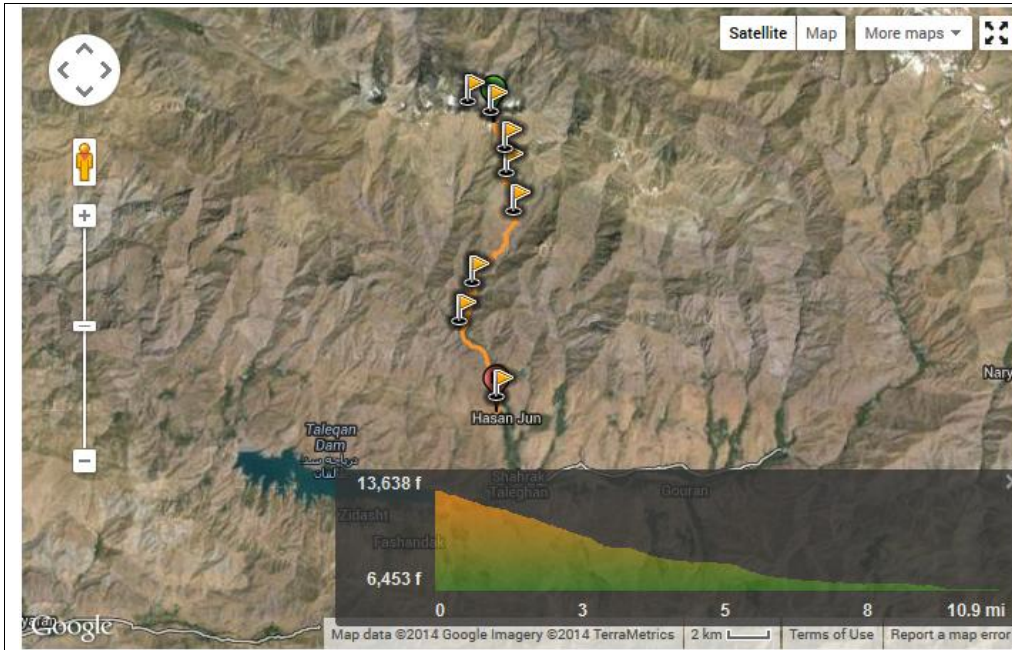 Satellite
Map
More maps
+
−
Nary
Hasan Jun
Taleqan
Dam
دریاچه سد
Shahrak
Taleghan
Gouran
Zidasht
Fashandak
13,638 f
6,453 f
0 3 5 8 10.9 mi
Google
Map data ©2014 Google Imagery ©2014 TerraMetrics 2 km Terms of Use Report a map error